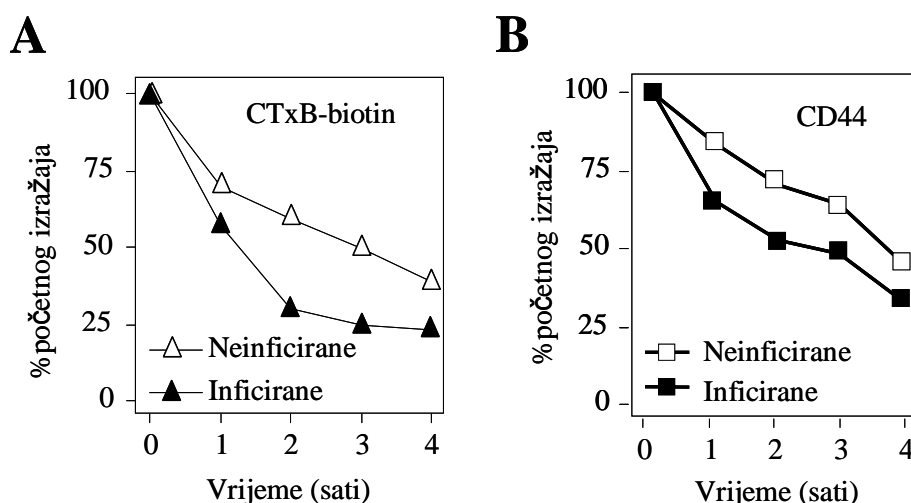 A
100
75
50
25
0
%početnog izražaja
CTxB-biotin
Neinficirane
Inficirane
0 1 2 3 4
Vrijeme (sati)
B
100
75
50
25
0
%početnog izražaja
CD44
Neinficirane
Inficirane
0 1 2 3 4
Vrijeme (sati)